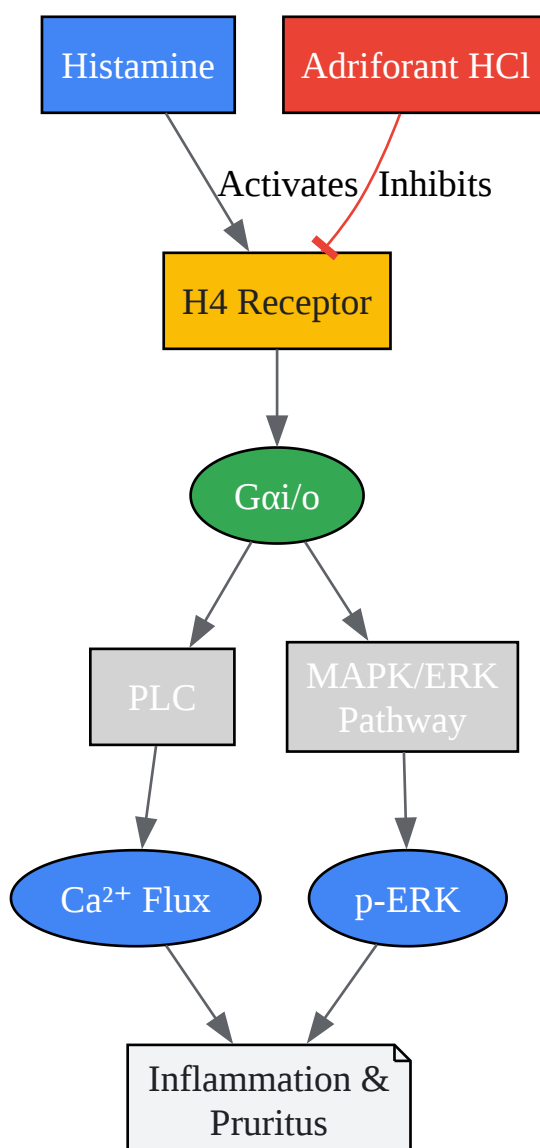 Histamine
Adriforant HCl
Activates
Inhibits
H4 Receptor
Gαi/o
PLC
MAPK/ERK
Pathway
Ca²⁺ Flux
p-ERK
Inflammation &
Pruritus